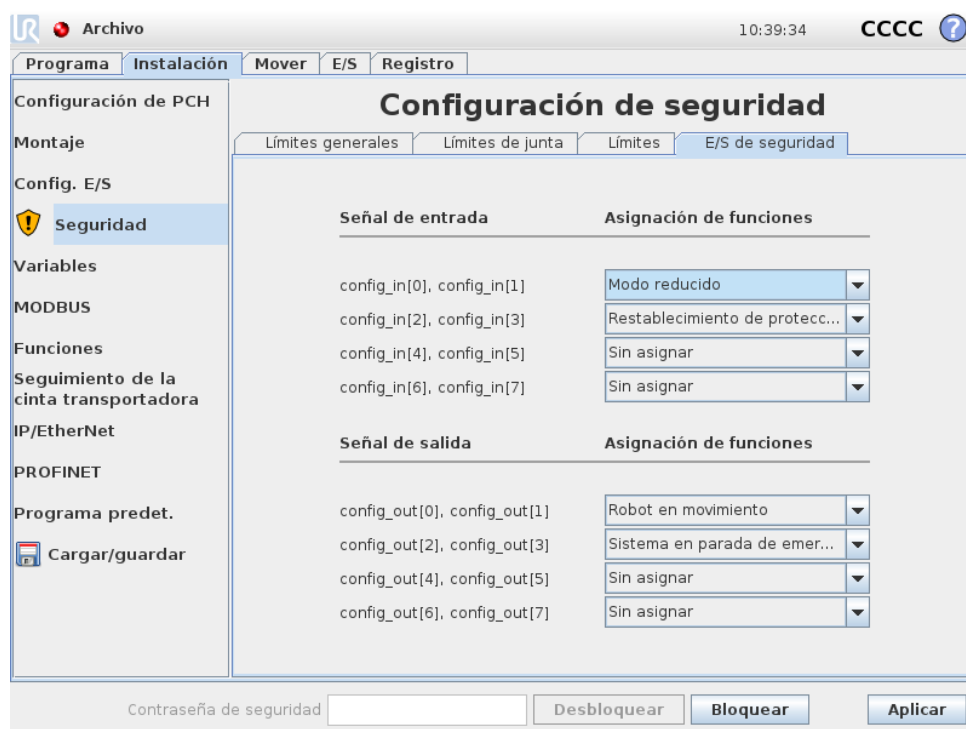 UR Archivo 10:39:34 CCCC ?
Programa Instalación Mover E/S Registro
Configuración de PCH
Montaje
Config. E/S
Seguridad
Variables
MODBUS
Funciones
Seguimiento de la
cinta transportadora
IP/EtherNet
PROFINET
Programa predet.
Cargar/guardar
Configuración de seguridad
Límites generales Límites de junta Límites E/S de seguridad
Señal de entrada Asignación de funciones
config_in[0], config_in[1] Modo reducido
config_in[2], config_in[3] Restablecimiento de protecc...
config_in[4], config_in[5] Sin asignar
config_in[6], config_in[7] Sin asignar
Señal de salida Asignación de funciones
config_out[0], config_out[1] Robot en movimiento
config_out[2], config_out[3] Sistema en parada de emer...
config_out[4], config_out[5] Sin asignar
config_out[6], config_out[7] Sin asignar
Contraseña de seguridad Desbloquear Bloquear Aplicar